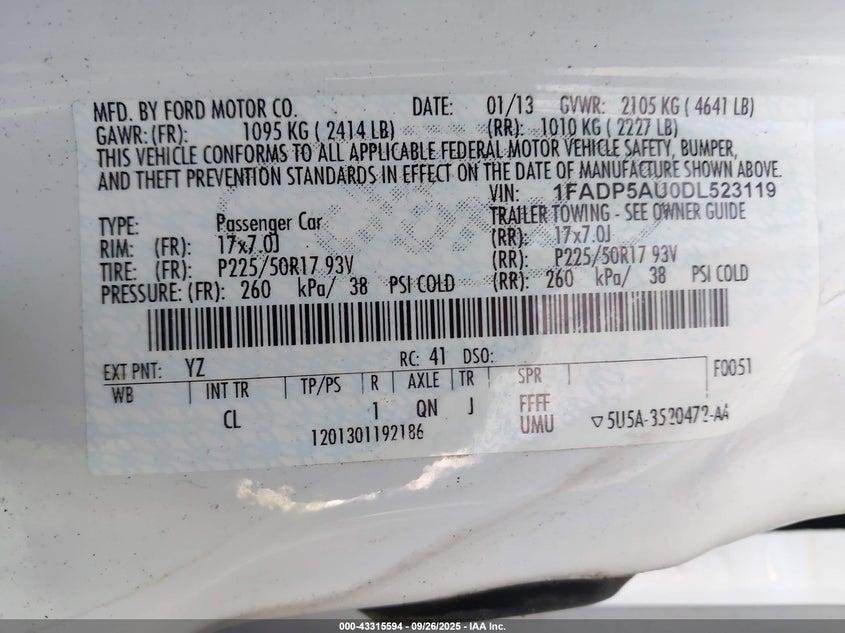 MFD. BY FORD MOTOR CO. DATE: 01/13 GVWR: 2105 KG ( 4641 LB)
GAWR: (FR): 1095 KG ( 2414 LB) (RR): 1010 KG ( 2227 LB)
THIS VEHICLE CONFORMS TO ALL APPLICABLE FEDERAL MOTOR VEHICLE SAFETY, BUMPER,
AND THEFT PREVENTION STANDARDS IN EFFECT ON THE DATE OF MANUFACTURE SHOWN ABOVE.
VIN: 1FADP5AU0DL523119
TYPE: Passenger Car TRAILER TOWING - SEE OWNER GUIDE
RIM: (FR): 17x7.0J (RR): 17x7.0J
TIRE: (FR): P225/50R17 93V (RR): P225/50R17 93V
PRESSURE: (FR): 260 kPa/ 38 PSI COLD (RR): 260 kPa/ 38 PSI COLD
EXT PNT: YZ RC: 41 DSO: F0051
WB INT TR TP/PS R AXLE TR SPR
CL 1 QN J FFFF
1201301192186 UMU ▽5U5A-3520472-AA
000-43315594 - 09/26/2025 - IAA Inc.